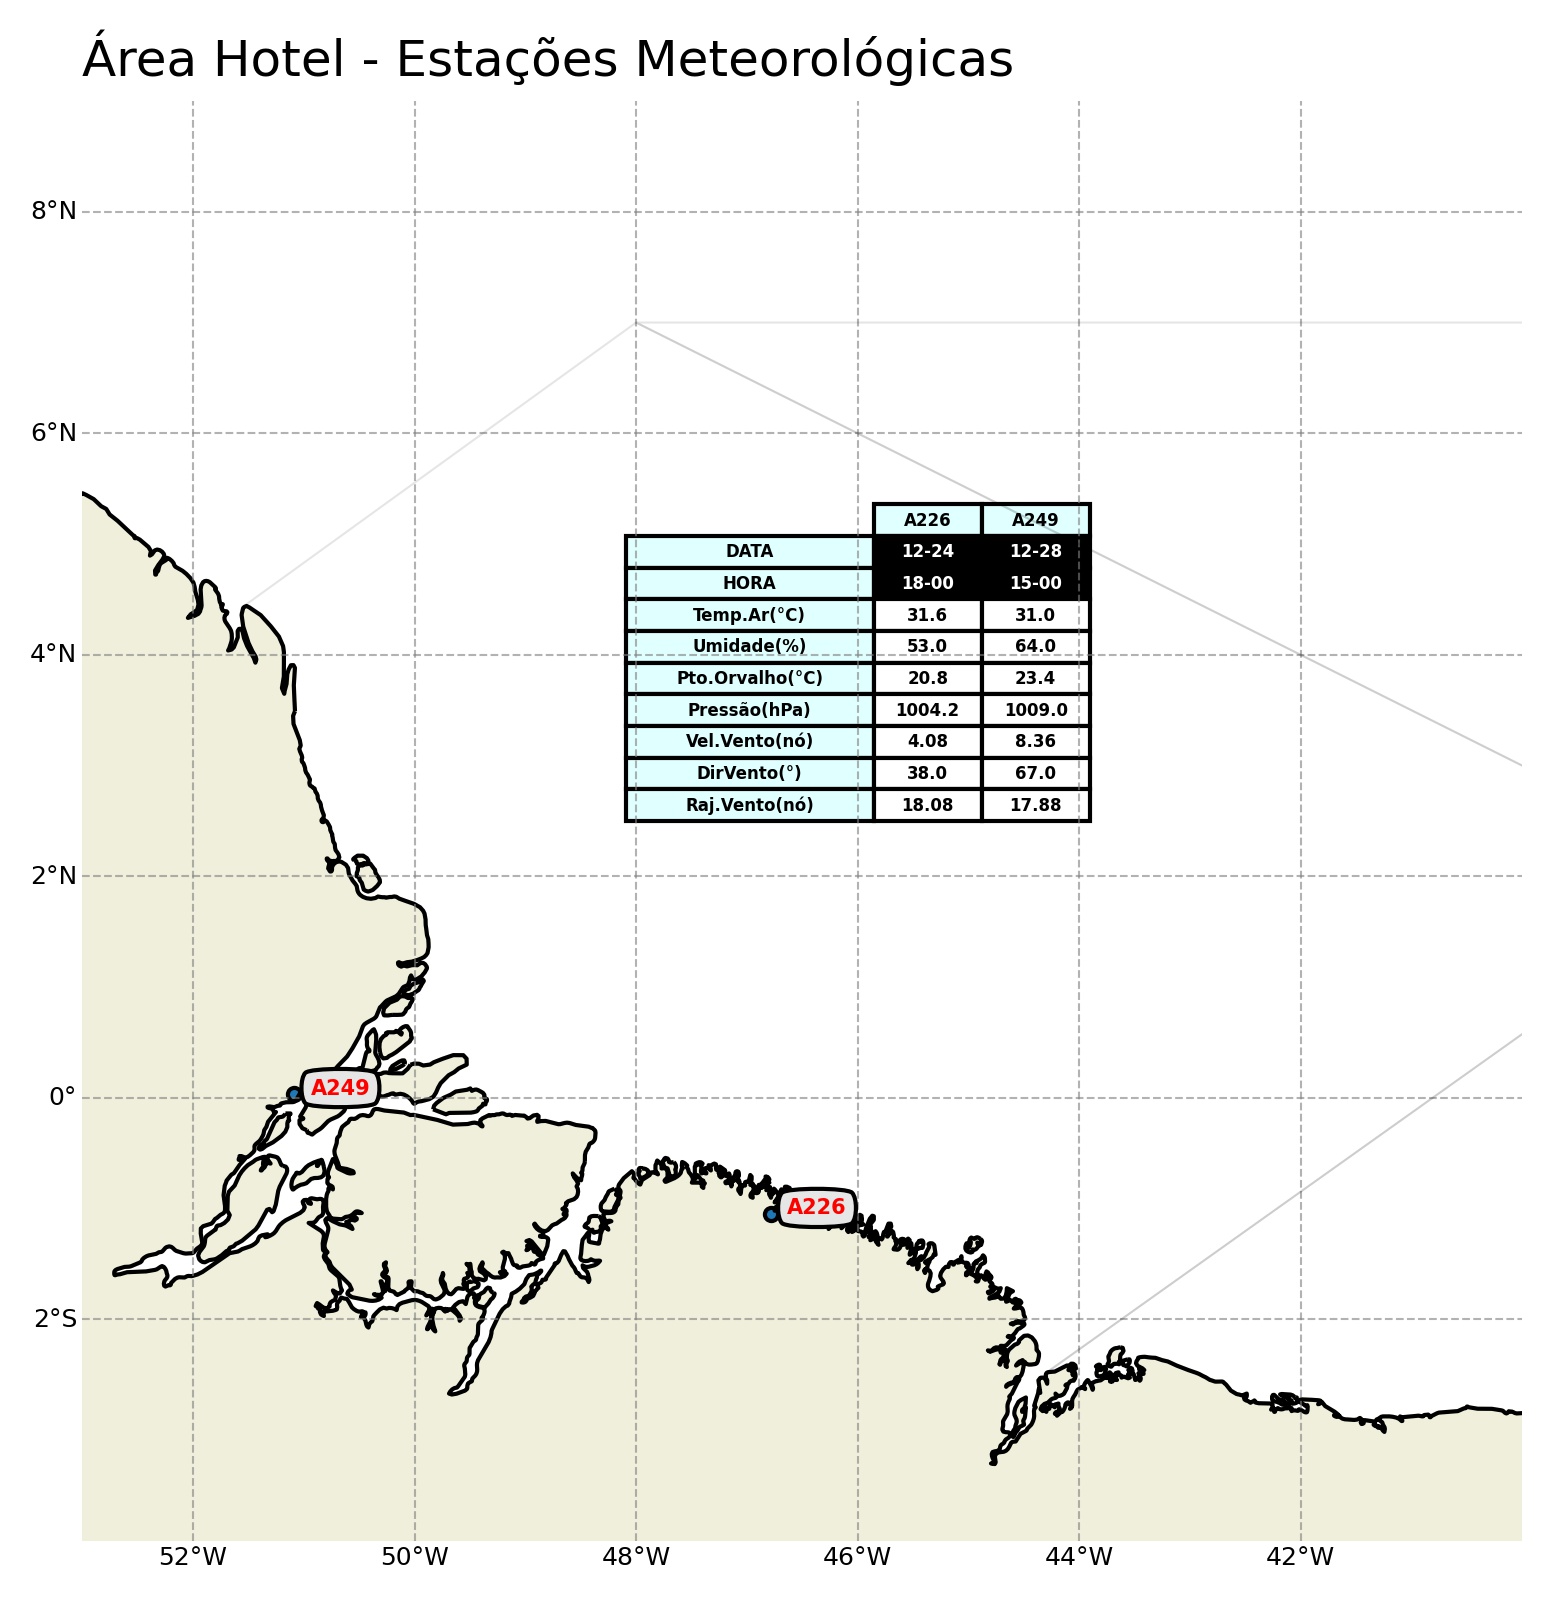 Área Hotel - Estações Meteorológicas
8°N
6°N
A226 A249
DATA 12-24 12-28
HORA 18-00 15-00
Temp.Ar(°C) 31.6 31.0
4°N
Umidade(%) 53.0 64.0
Pto.Orvalho(°C) 20.8 23.4
Pressão(hPa) 1004.2 1009.0
Vel.Vento(nó) 4.08 8.36
DirVento(°) 38.0 67.0
Raj.Vento(nó) 18.08 17.88
2°N
A249
0°
A226
2°S
52°W 50°W 48°W 46°W 44°W 42°W